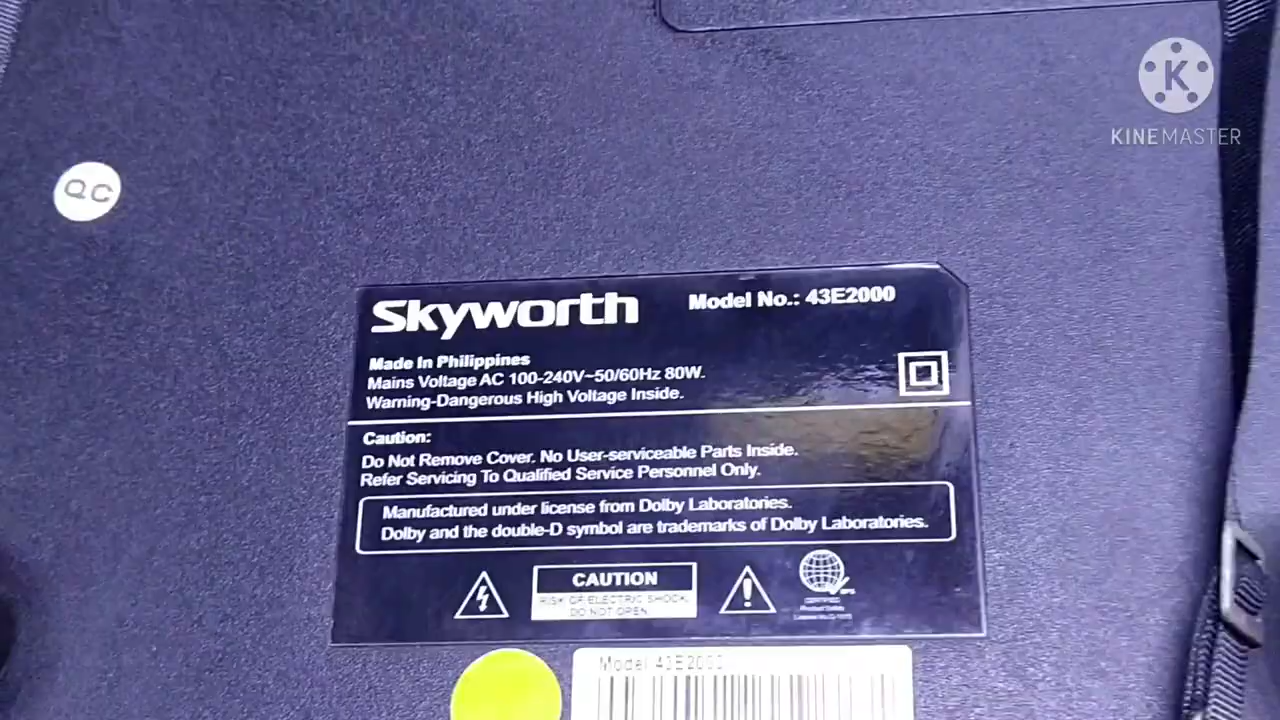 K
KINEMASTER
QC
Skyworth
Model No.: 43E2000
Made In Philippines
Mains Voltage AC 100-240V~50/60Hz 80W.
Warning-Dangerous High Voltage Inside.
Caution:
Do Not Remove Cover. No User-serviceable Parts Inside.
Refer Servicing To Qualified Service Personnel Only.
Manufactured under license from Dolby Laboratories.
Dolby and the double-D symbol are trademarks of Dolby Laboratories.
CAUTION
RISK OF ELECTRIC SHOCK
DO NOT OPEN
CERTIFIED
Product Safety
Model 43E2000